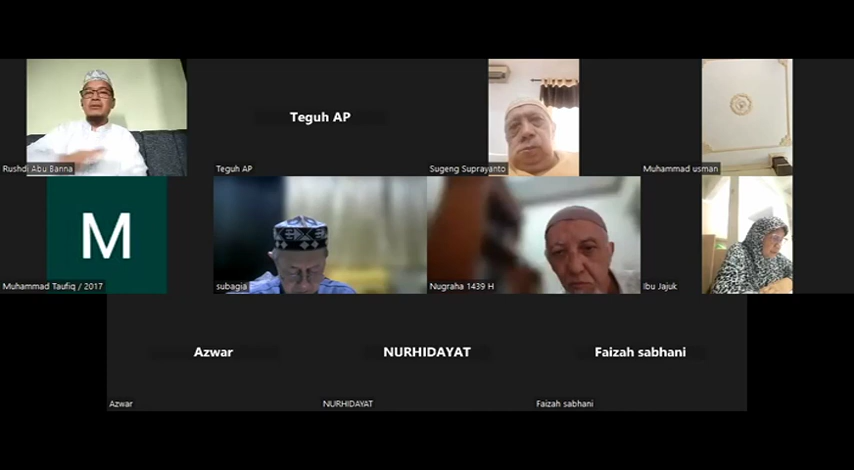 Teguh AP
Rushdi Abu Banna
Teguh AP
Sugeng Suprayanto
Muhammad usman
M
Muhammad Taufiq / 2017
subagia
Nugraha 1439 H
Ibu Jajuk
Azwar
NURHIDAYAT
Faizah sabhani
Azwar
NURHIDAYAT
Faizah sabhani